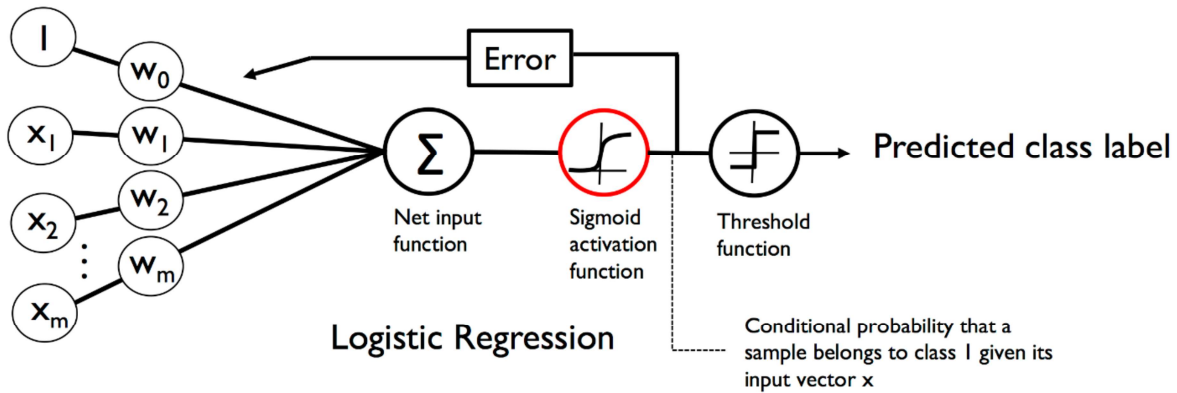 1
w0
x1
w1
x2
w2
⋮
wm
xm
Error
Σ
Net input
function
Sigmoid
activation
function
Threshold
function
Predicted class label
Logistic Regression
Conditional probability that a
sample belongs to class 1 given its
input vector x